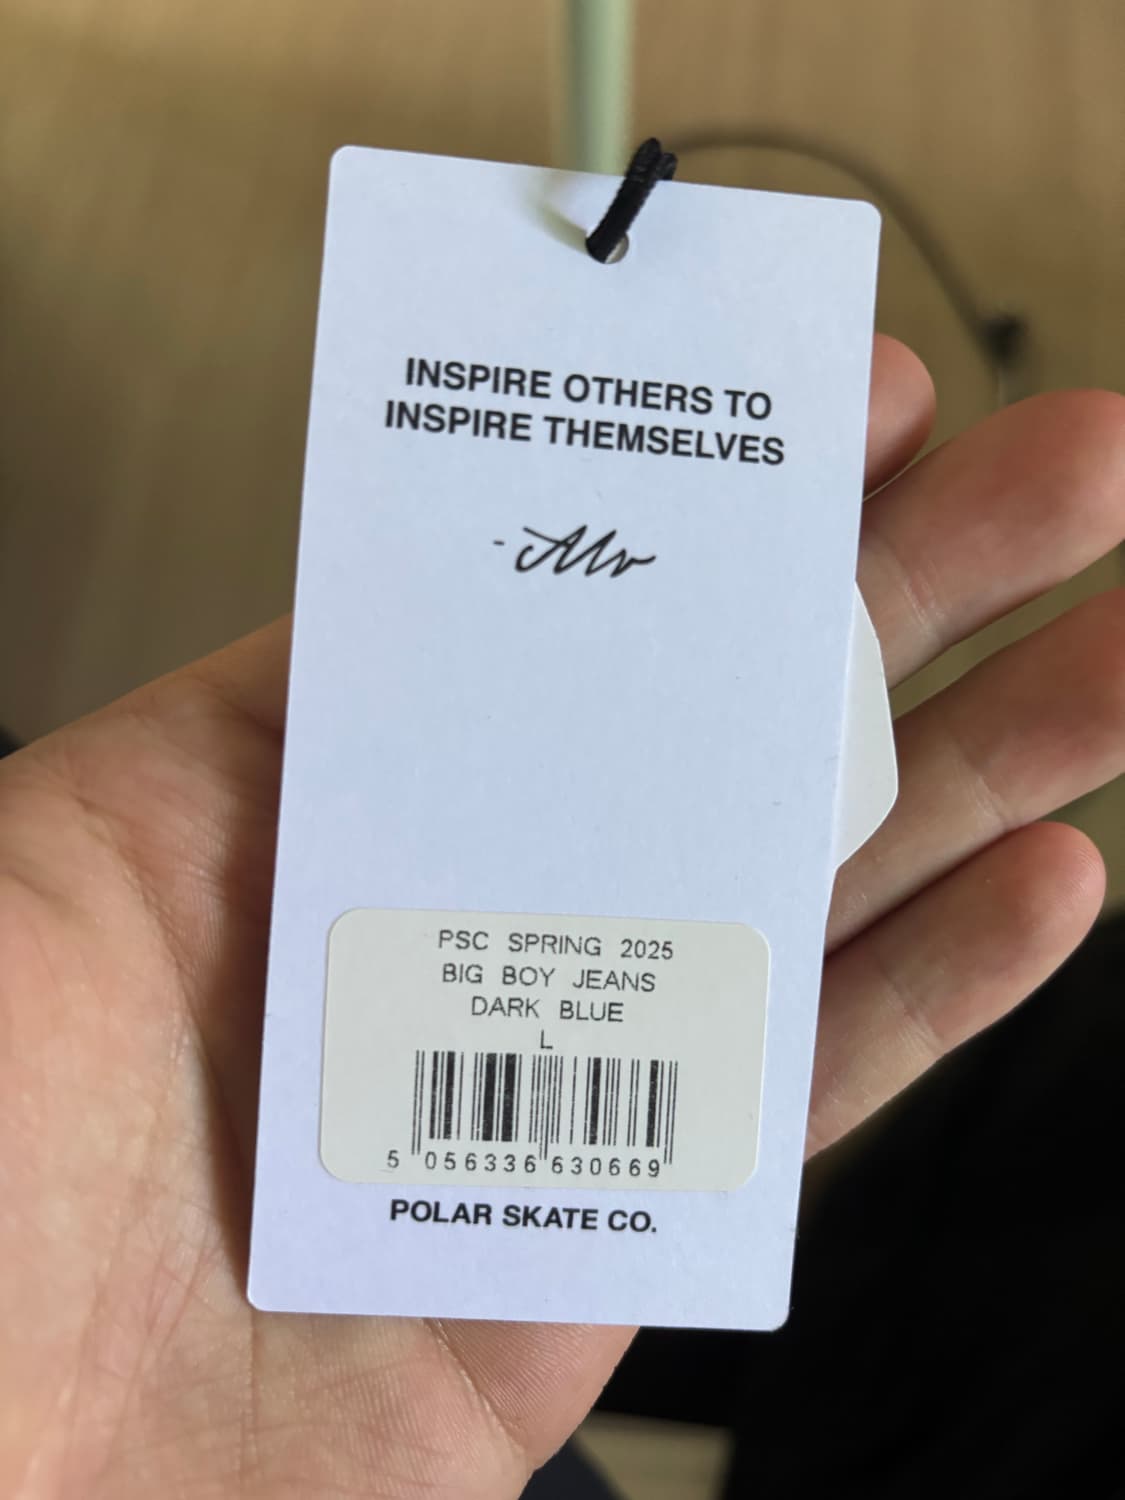 INSPIRE OTHERS TO
INSPIRE THEMSELVES
PSC SPRING 2025
BIG BOY JEANS
DARK BLUE
L
5 056336 630669
POLAR SKATE CO.